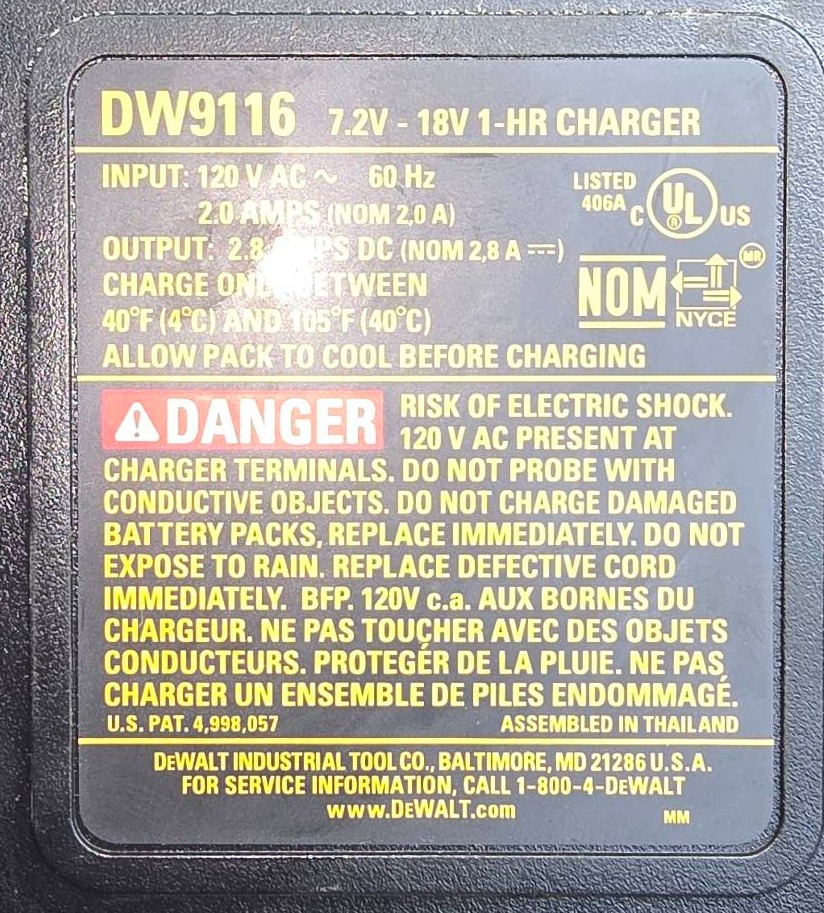 DW9116 7.2V - 18V 1-HR CHARGER
INPUT: 120 V AC ~ 60 Hz
2.0 AMPS (NOM 2,0 A)
LISTED
406A
C UL ® US
OUTPUT: 2.8 AMPS DC (NOM 2,8 A ⎓)
CHARGE ONLY BETWEEN
40°F (4°C) AND 105°F (40°C)
NOM
MR
NYCE
ALLOW PACK TO COOL BEFORE CHARGING
⚠DANGER RISK OF ELECTRIC SHOCK.
120 V AC PRESENT AT
CHARGER TERMINALS. DO NOT PROBE WITH
CONDUCTIVE OBJECTS. DO NOT CHARGE DAMAGED
BATTERY PACKS, REPLACE IMMEDIATELY. DO NOT
EXPOSE TO RAIN. REPLACE DEFECTIVE CORD
IMMEDIATELY. BFP. 120V c.a. AUX BORNES DU
CHARGEUR. NE PAS TOUCHER AVEC DES OBJETS
CONDUCTEURS. PROTEGÉR DE LA PLUIE. NE PAS
CHARGER UN ENSEMBLE DE PILES ENDOMMAGÉ.
U.S. PAT. 4,998,057 ASSEMBLED IN THAILAND
DEWALT INDUSTRIAL TOOL CO., BALTIMORE, MD 21286 U.S.A.
FOR SERVICE INFORMATION, CALL 1-800-4-DEWALT
www.DEWALT.com
MM